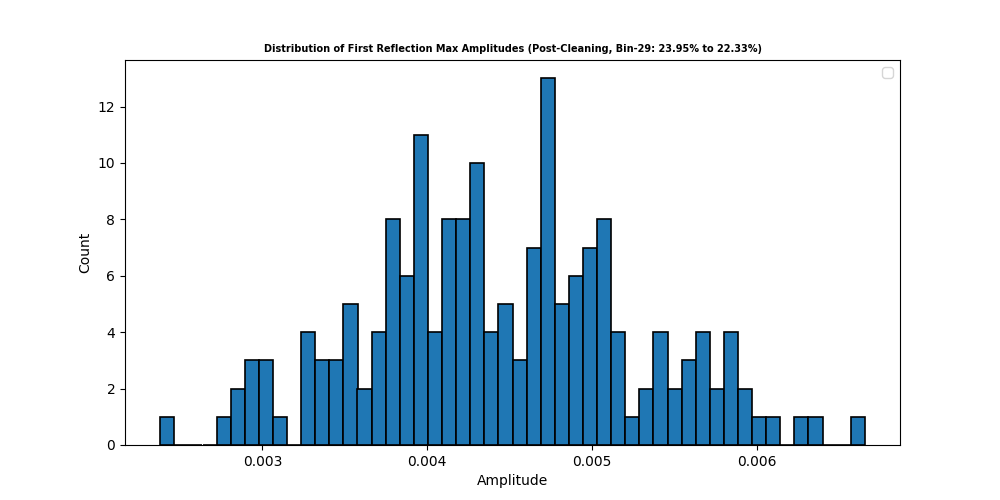 Distribution of First Reflection Max Amplitudes (Post-Cleaning, Bin-29: 23.95% to 22.33%)
12
10
8
6
4
2
0
Count
0.003 0.004 0.005 0.006
Amplitude